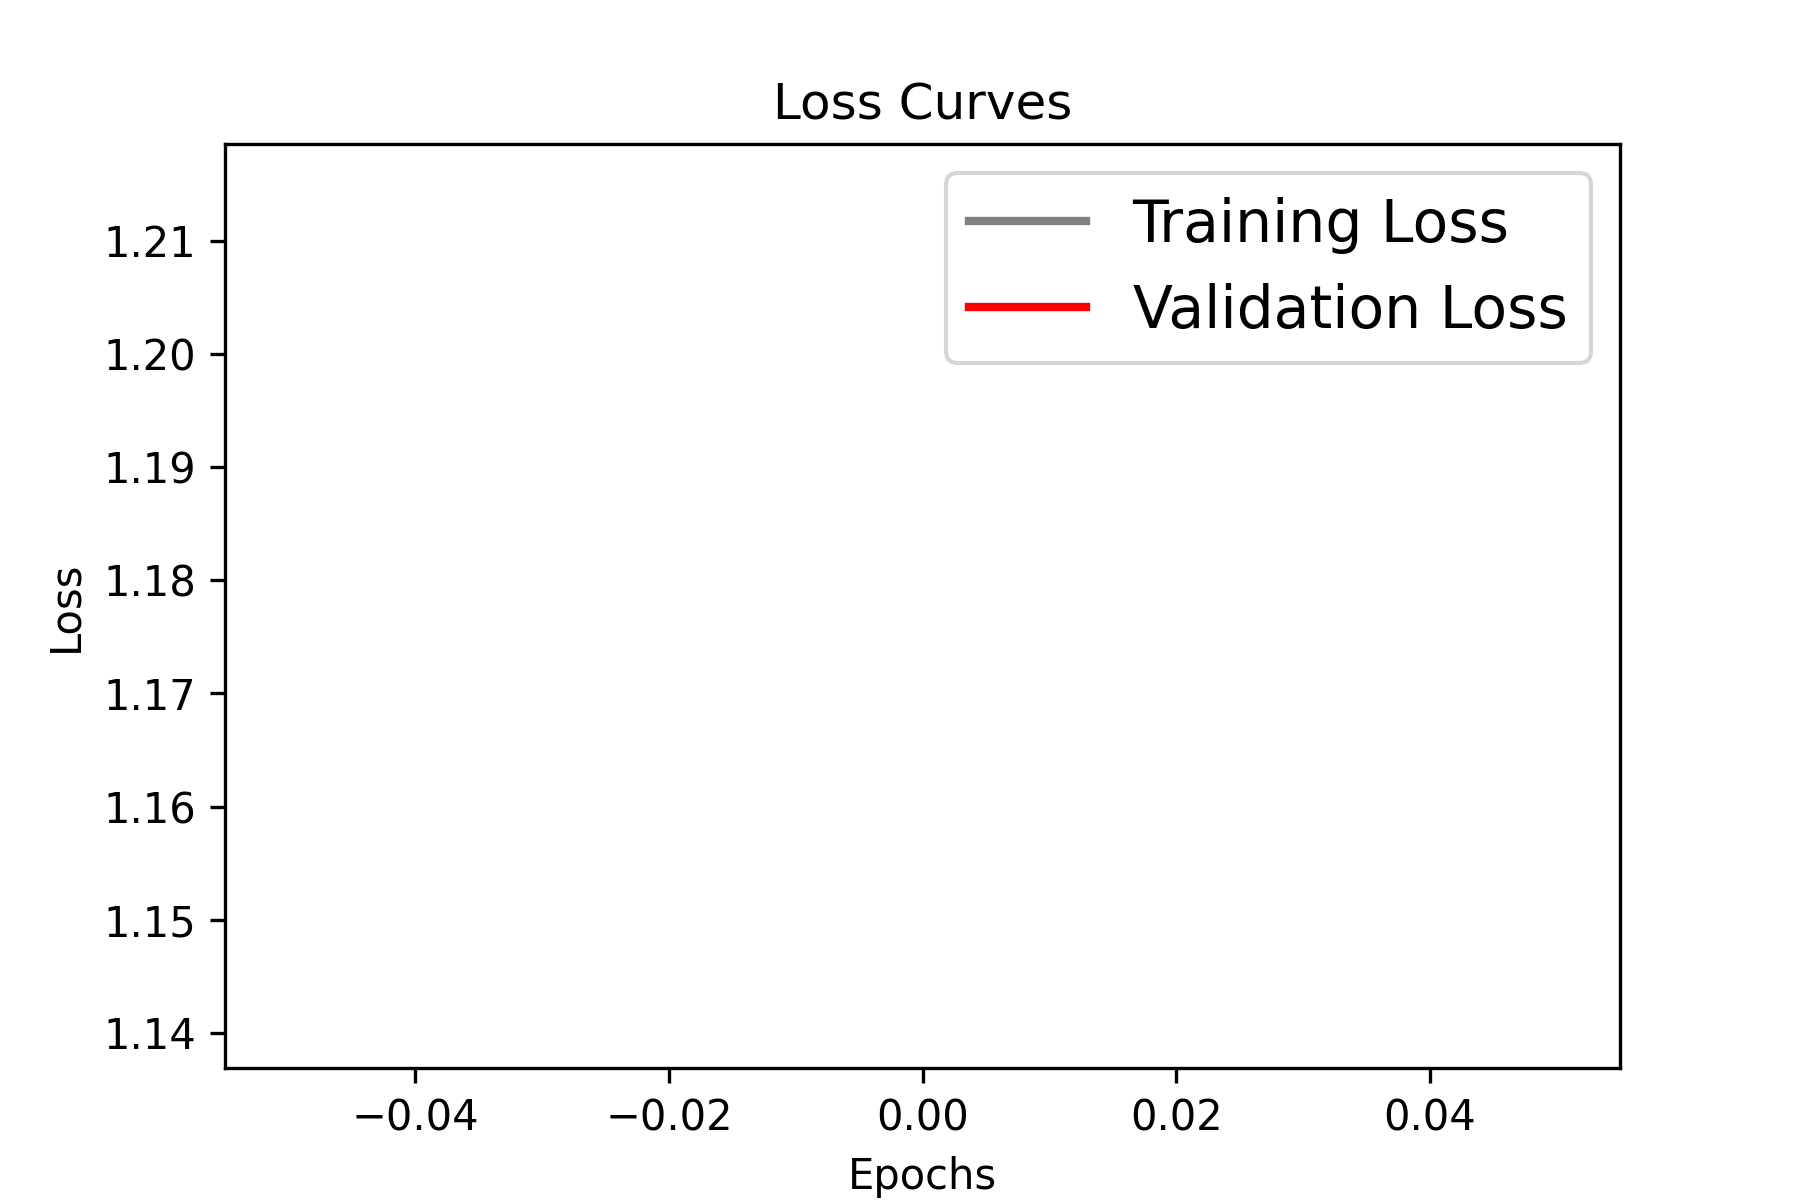 Loss Curves
Training Loss
Validation Loss
1.21
1.20
1.19
1.18
1.17
1.16
1.15
1.14
Loss
−0.04
−0.02
0.00
0.02
0.04
Epochs